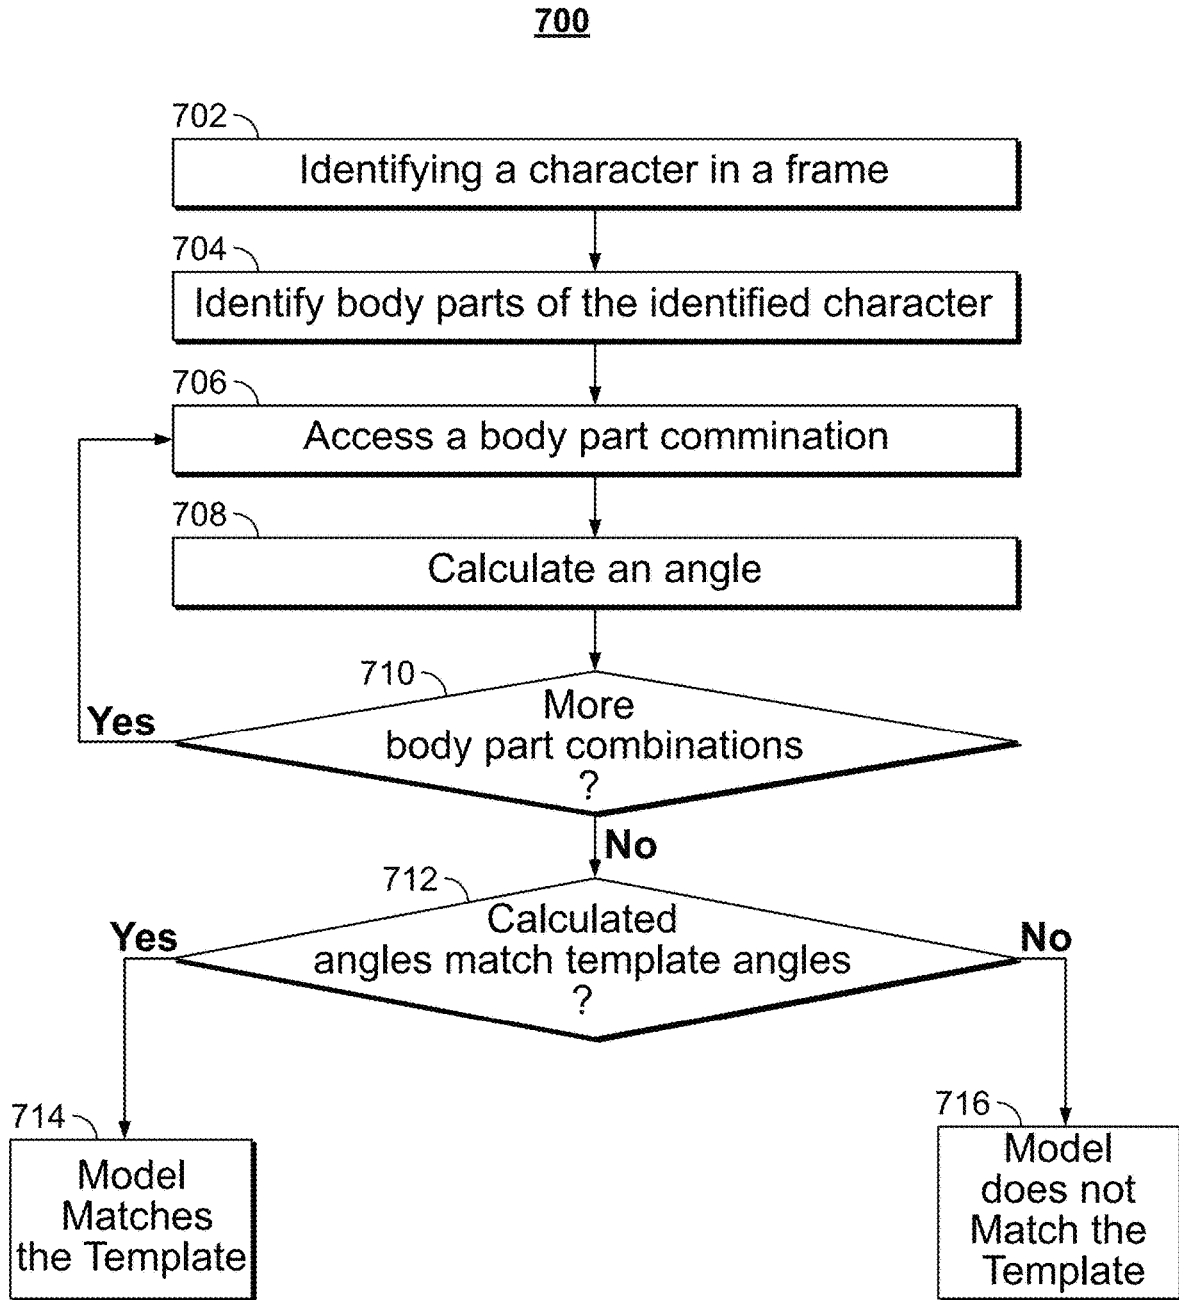 700
702
Identifying a character in a frame
704
Identify body parts of the identified character
706
Access a body part commination
708
Calculate an angle
710
More
body part combinations
?
Yes
No
712
Calculated
angles match template angles
?
Yes
No
714
Model
Matches
the Template
716
Model
does not
Match the
Template